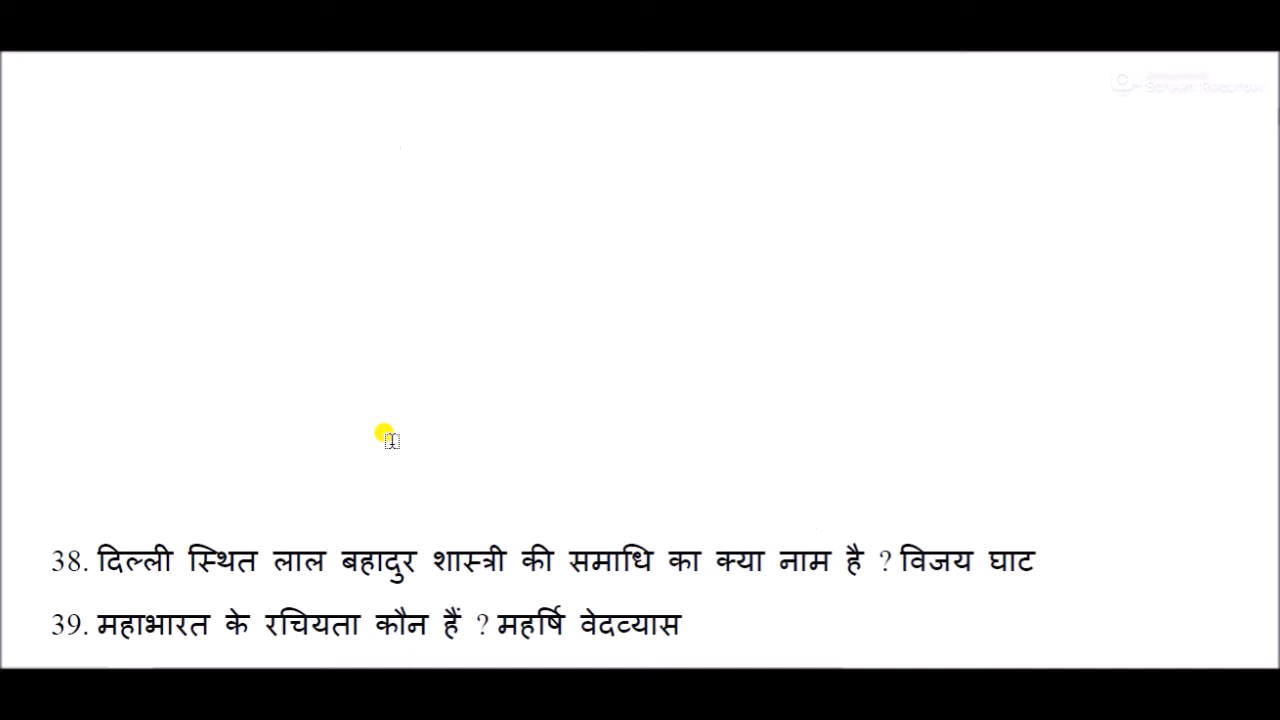 38. दिल्ली स्थित लाल बहादुर शास्त्री की समाधि का क्या नाम है ? विजय घाट
39. महाभारत के रचियता कौन हैं ? महर्षि वेदव्यास